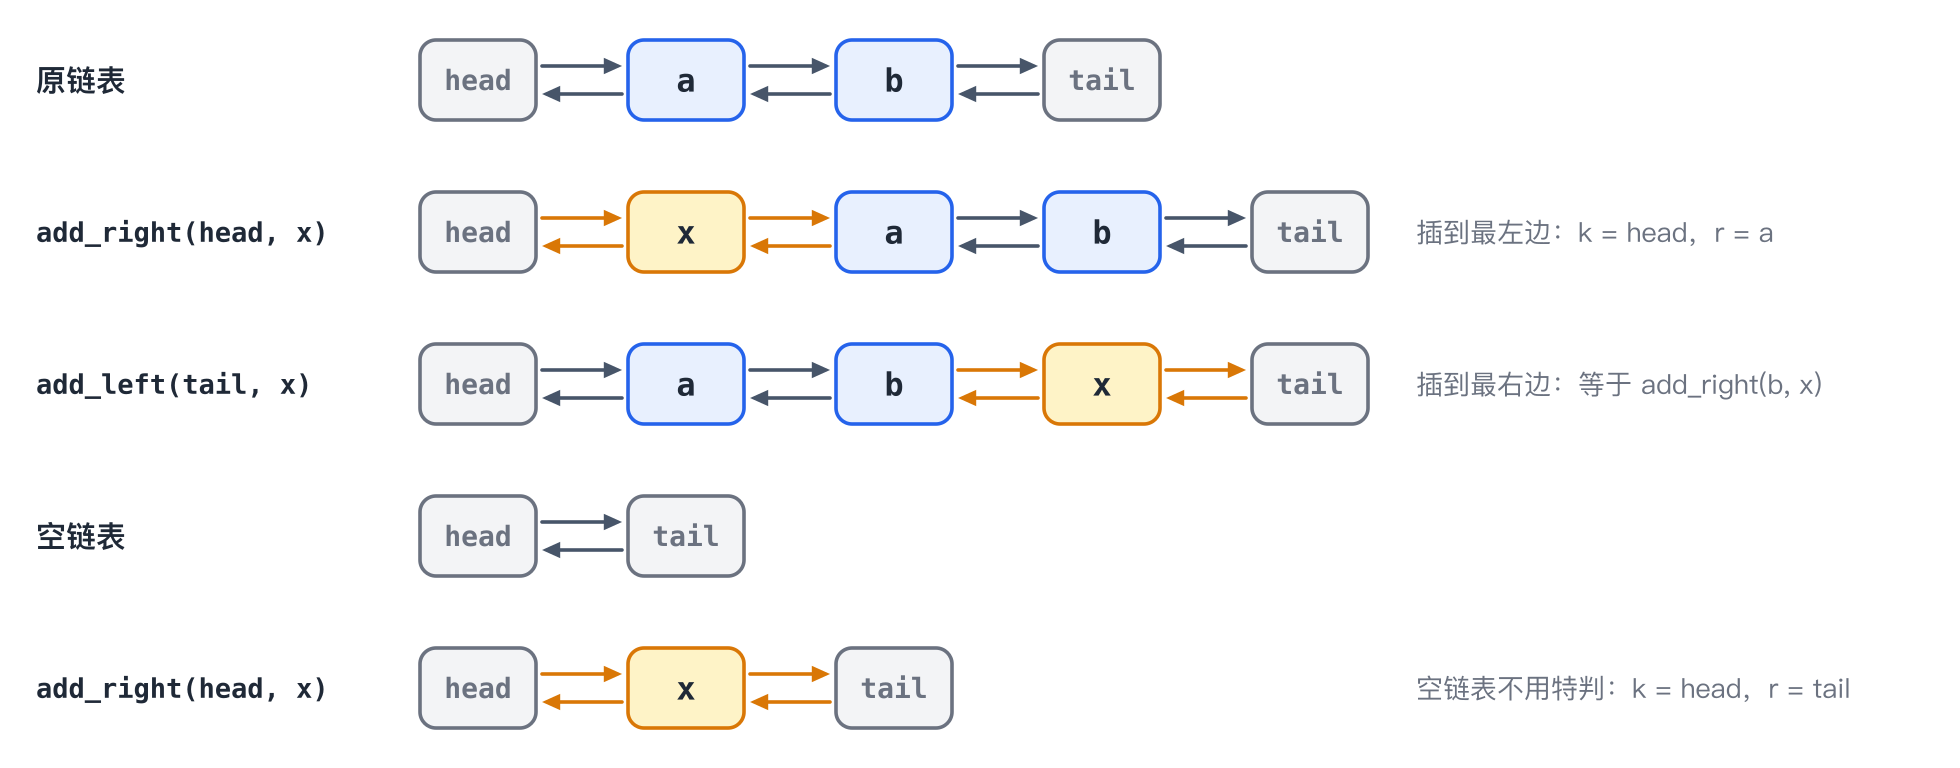 原链表 head a b tail
add_right(head, x) head x a b tail 插到最左边：k = head，r = a
add_left(tail, x) head a b x tail 插到最右边：等于 add_right(b, x)
空链表 head tail
add_right(head, x) head x tail 空链表不用特判：k = head，r = tail